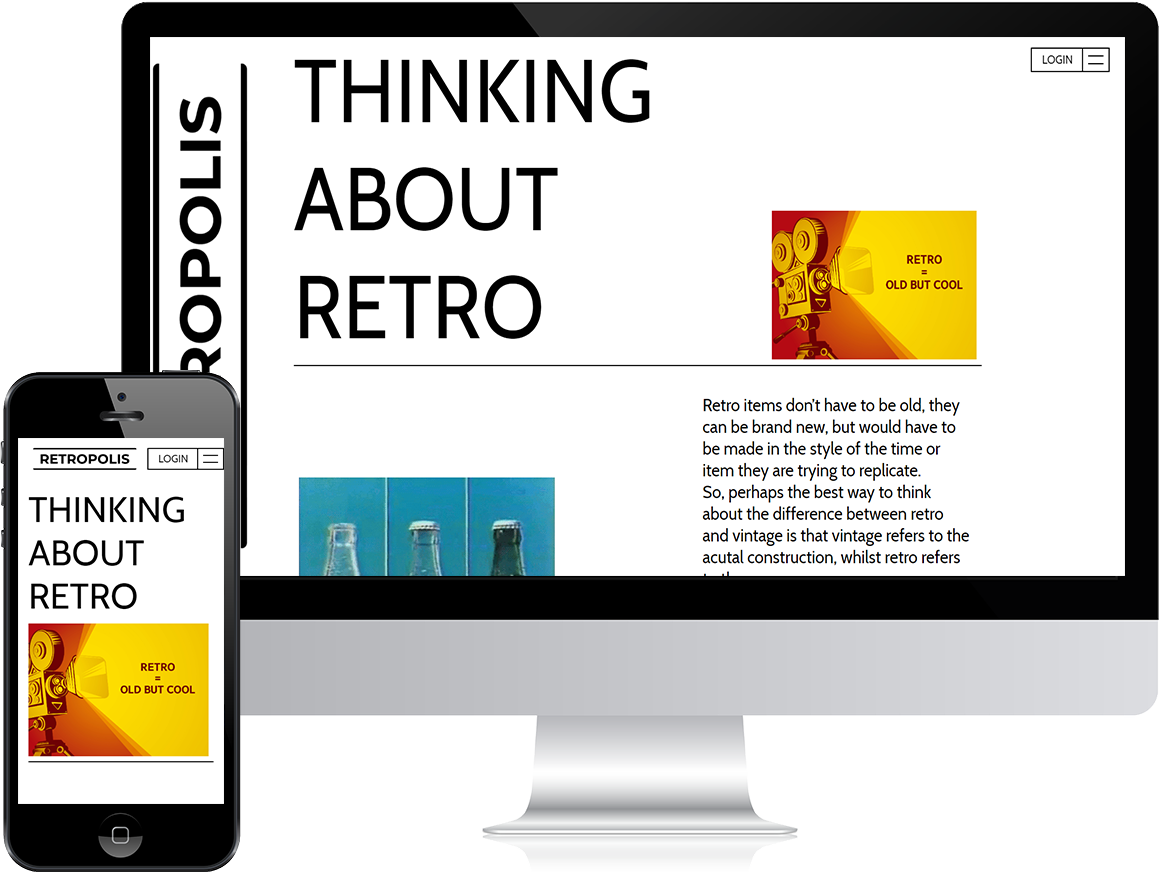 ROPOLIS
THINKING
ABOUT
RETRO
LOGIN
RETRO
=
OLD BUT COOL
Retro items don't have to be old, they
can be brand new, but would have to
be made in the style of the time or
item they are trying to replicate.
So, perhaps the best way to think
about the difference between retro
and vintage is that vintage refers to the
acutal construction, whilst retro refers
RETROPOLIS
LOGIN
THINKING
ABOUT
RETRO
RETRO
=
OLD BUT COOL